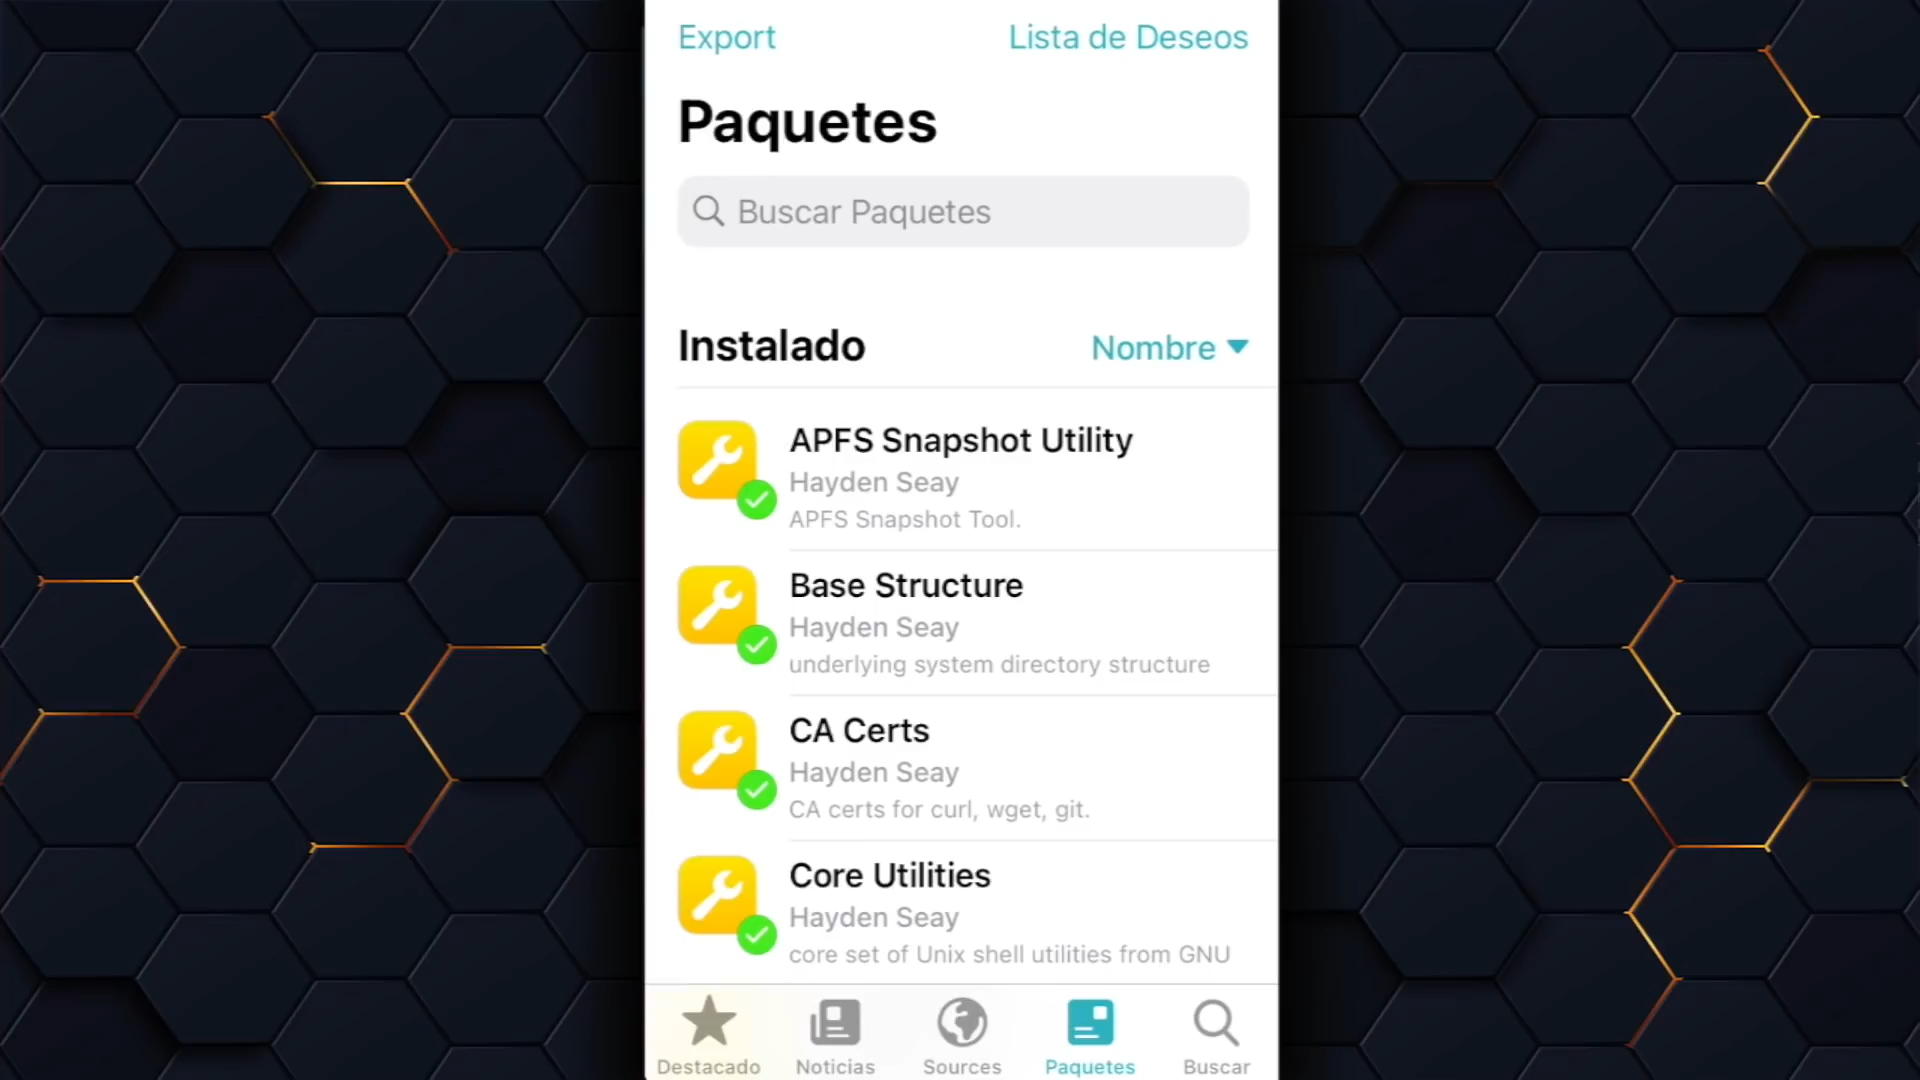 Export
Lista de Deseos
Paquetes
Buscar Paquetes
Instalado
Nombre
APFS Snapshot Utility
Hayden Seay
APFS Snapshot Tool.
Base Structure
Hayden Seay
underlying system directory structure
CA Certs
Hayden Seay
CA certs for curl, wget, git.
Core Utilities
Hayden Seay
core set of Unix shell utilities from GNU
Destacado
Noticias
Sources
Paquetes
Buscar